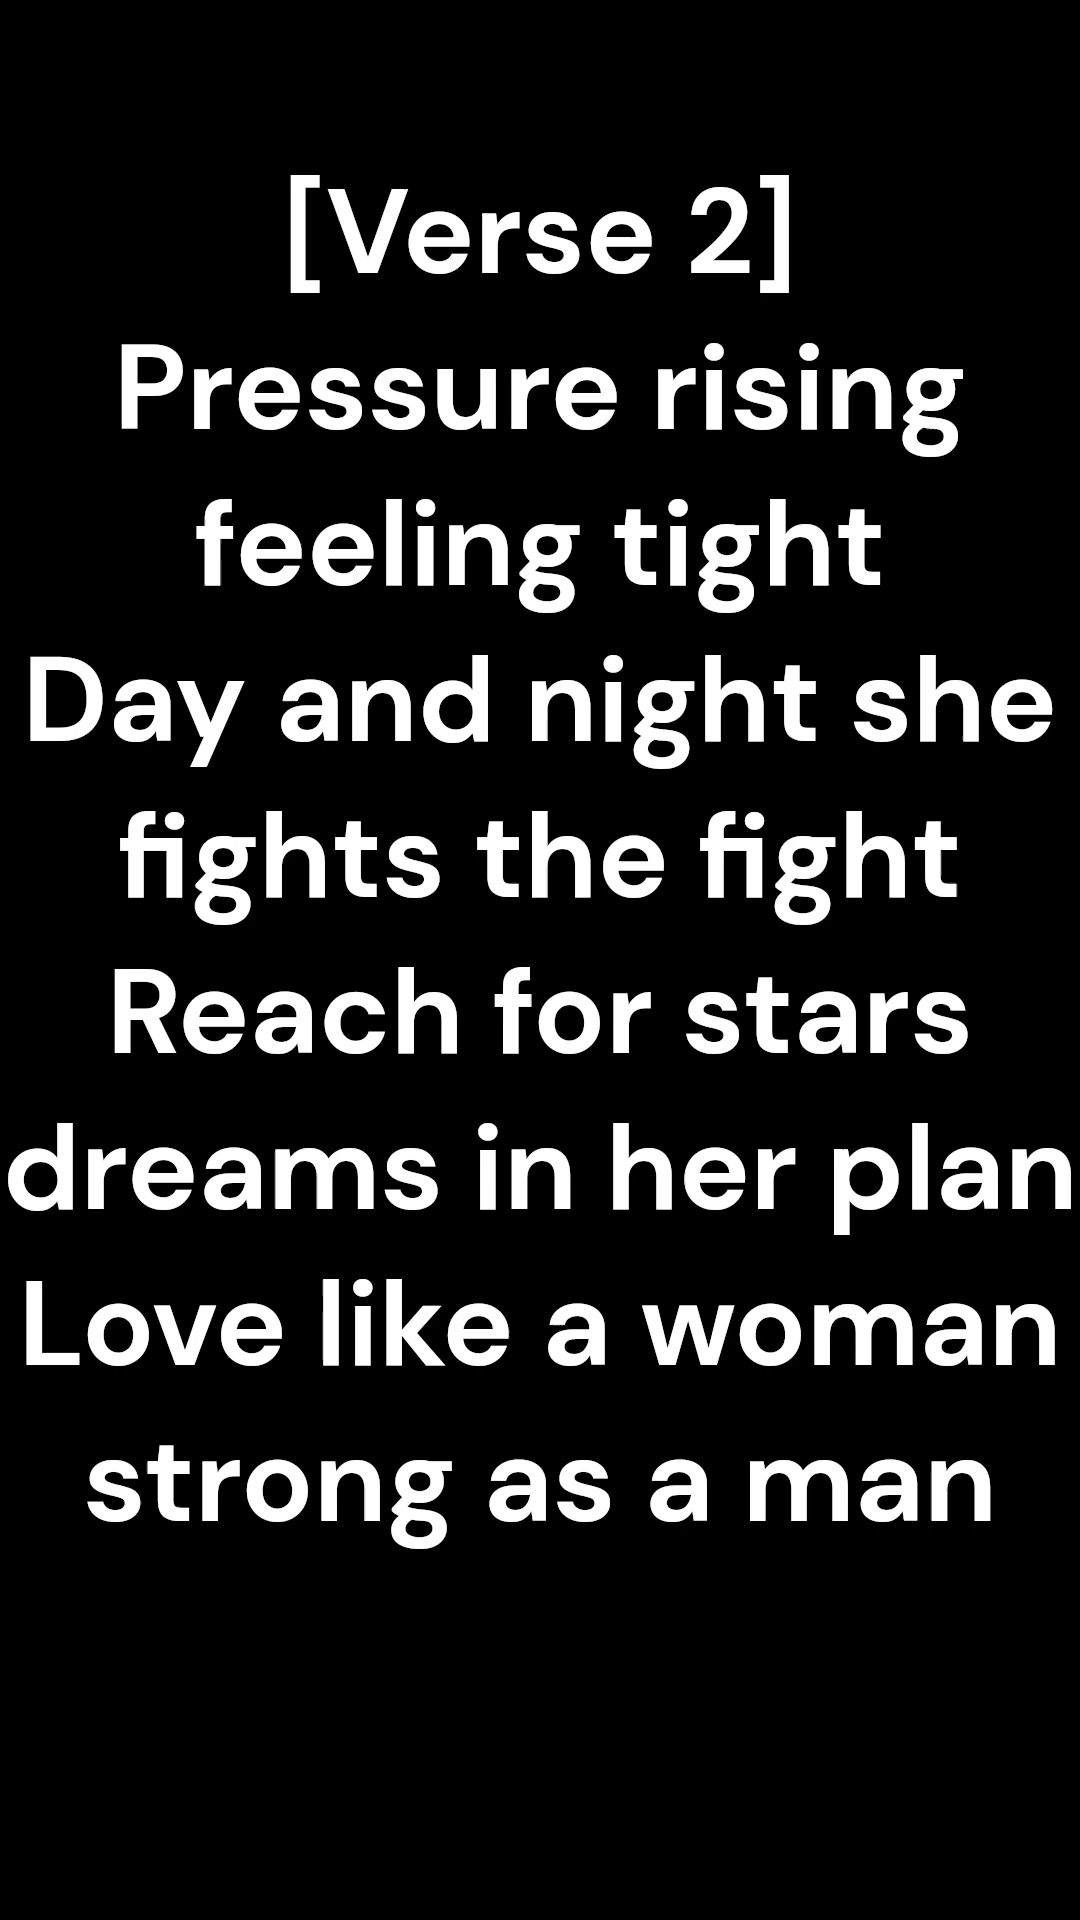 [Verse 2]
Pressure rising
feeling tight
Day and night she
fights the fight
Reach for stars
dreams in her plan
Love like a woman
strong as a man